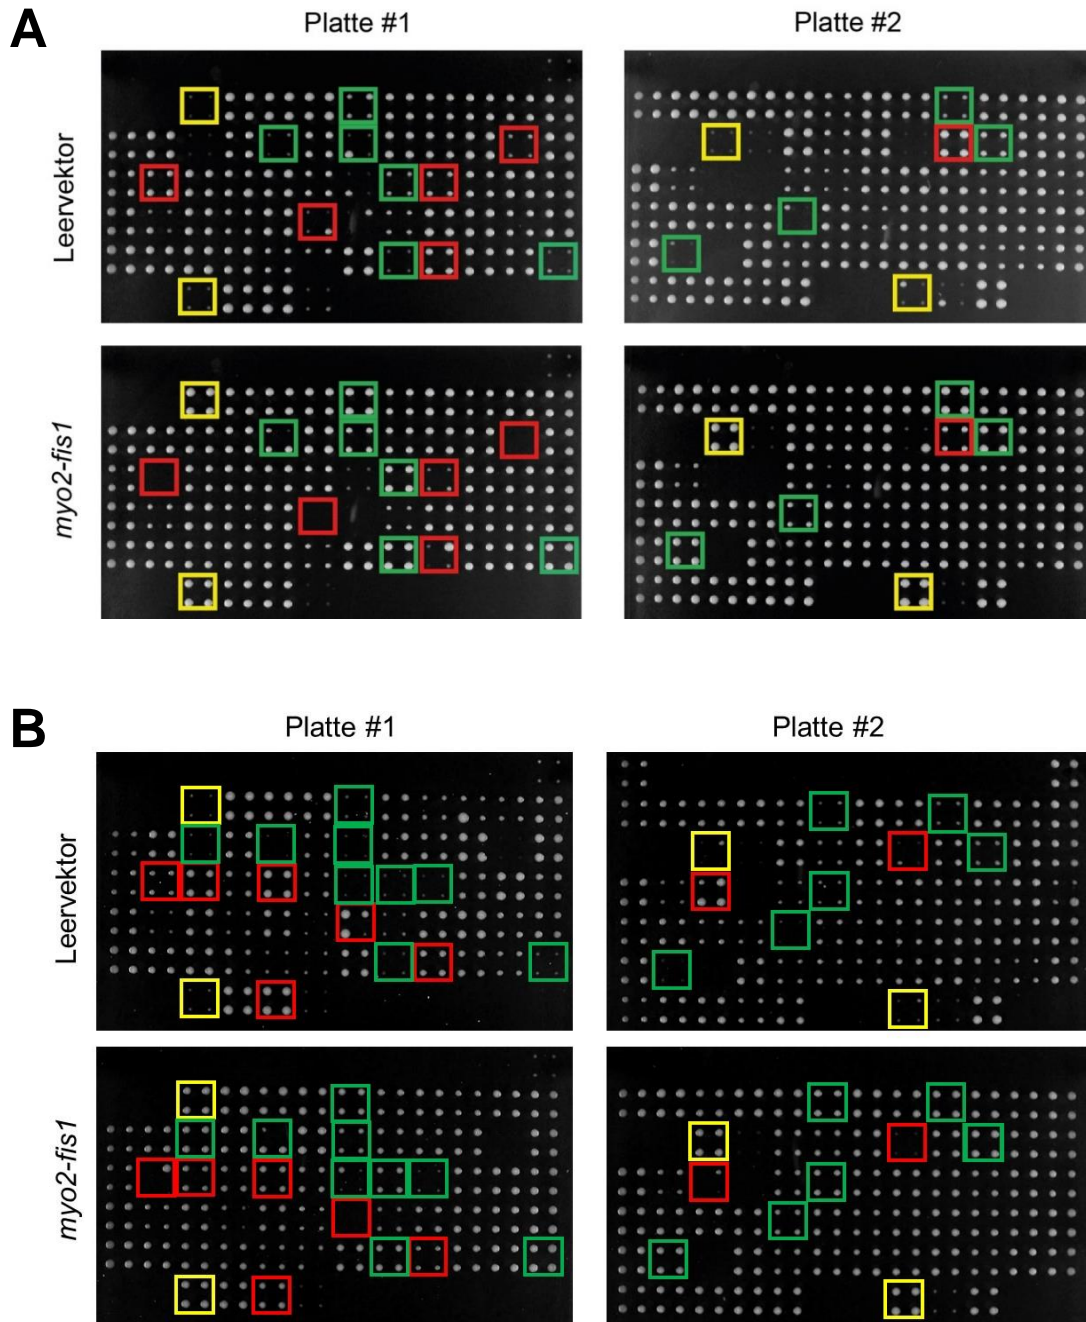 A
Platte #1
Platte #2
Leervektor
myo2-fis1
B
Platte #1
Platte #2
Leervektor
myo2-fis1